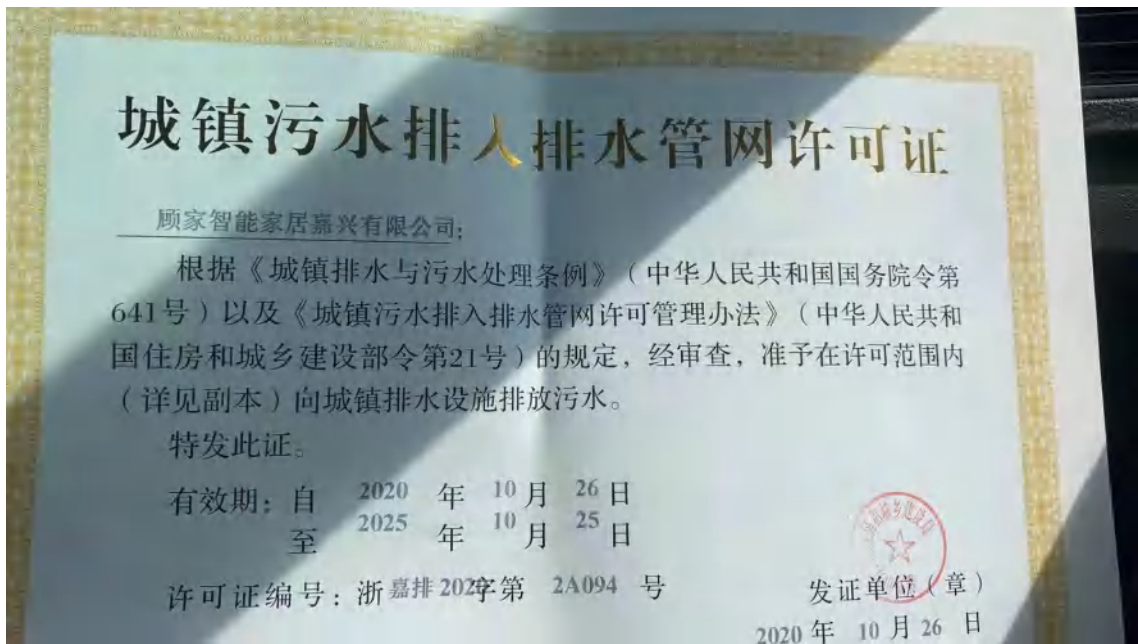 城镇污水排入排水管网许可证
顾家智能家居嘉兴有限公司:
根据《城镇排水与污水处理条例》(中华人民共和国国务院令第
641号)以及《城镇污水排入排水管网许可管理办法》(中华人民共和
国住房和城乡建设部令第21号)的规定,经审查,准予在许可范围内
(详见副本)向城镇排水设施排放污水。
特发此证。
有效期:自 2020 年 10 月 26 日
至 2025 年 10 月 25 日
许可证编号:浙 嘉排 2020字第 2A094 号
发证单位(章)
2020 年 10 月 26 日